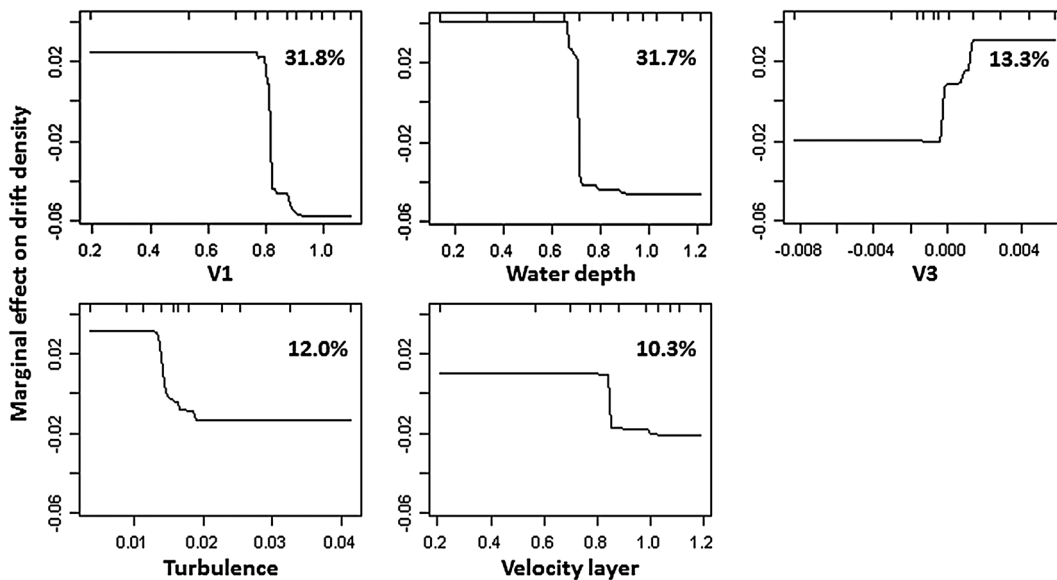 Marginal effect on drift density
0.02
-0.02
-0.06
31.8%
0.2 0.4 0.6 0.8 1.0
V1
0.02
-0.02
-0.06
31.7%
0.2 0.4 0.6 0.8 1.0 1.2
Water depth
0.02
-0.02
-0.06
13.3%
-0.008 -0.004 0.000 0.004
V3
0.02
-0.02
-0.06
12.0%
0.01 0.02 0.03 0.04
Turbulence
0.02
-0.02
-0.06
10.3%
0.2 0.4 0.6 0.8 1.0 1.2
Velocity layer